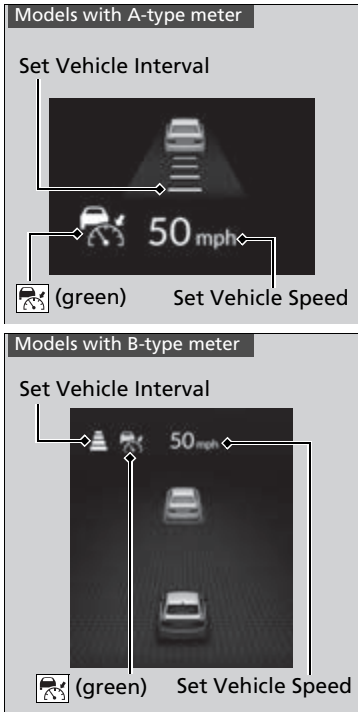 Models with A-type meter
Set Vehicle Interval
50 mph
(green) Set Vehicle Speed
Models with B-type meter
Set Vehicle Interval
50 mph
(green) Set Vehicle Speed